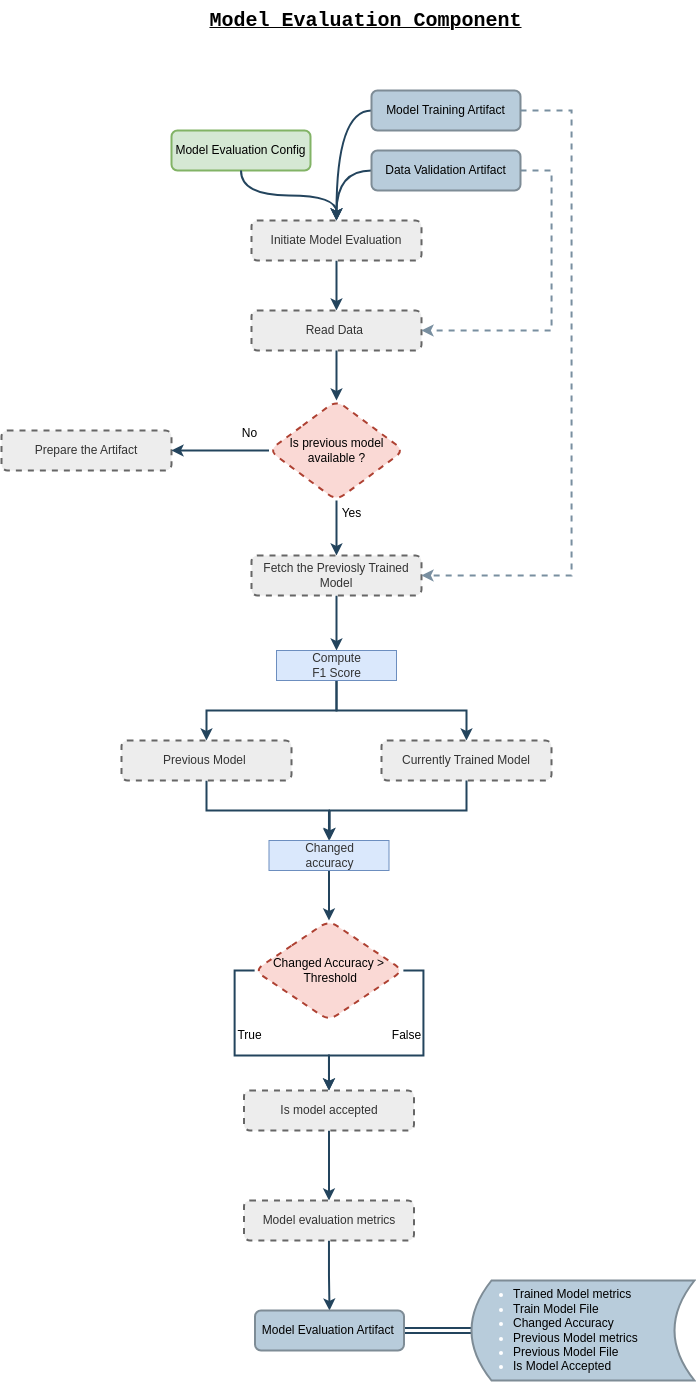 Model Evaluation Component
Model Training Artifact
Model Evaluation Config
Data Validation Artifact
Initiate Model Evaluation
Read Data
No
Is previous model
available ?
Prepare the Artifact
Yes
Fetch the Previosly Trained
Model
Compute
F1 Score
Previous Model
Currently Trained Model
Changed
accuracy
Changed Accuracy >
Threshold
True
False
Is model accepted
Model evaluation metrics
Model Evaluation Artifact
Trained Model metrics
Train Model File
Changed Accuracy
Previous Model metrics
Previous Model File
Is Model Accepted